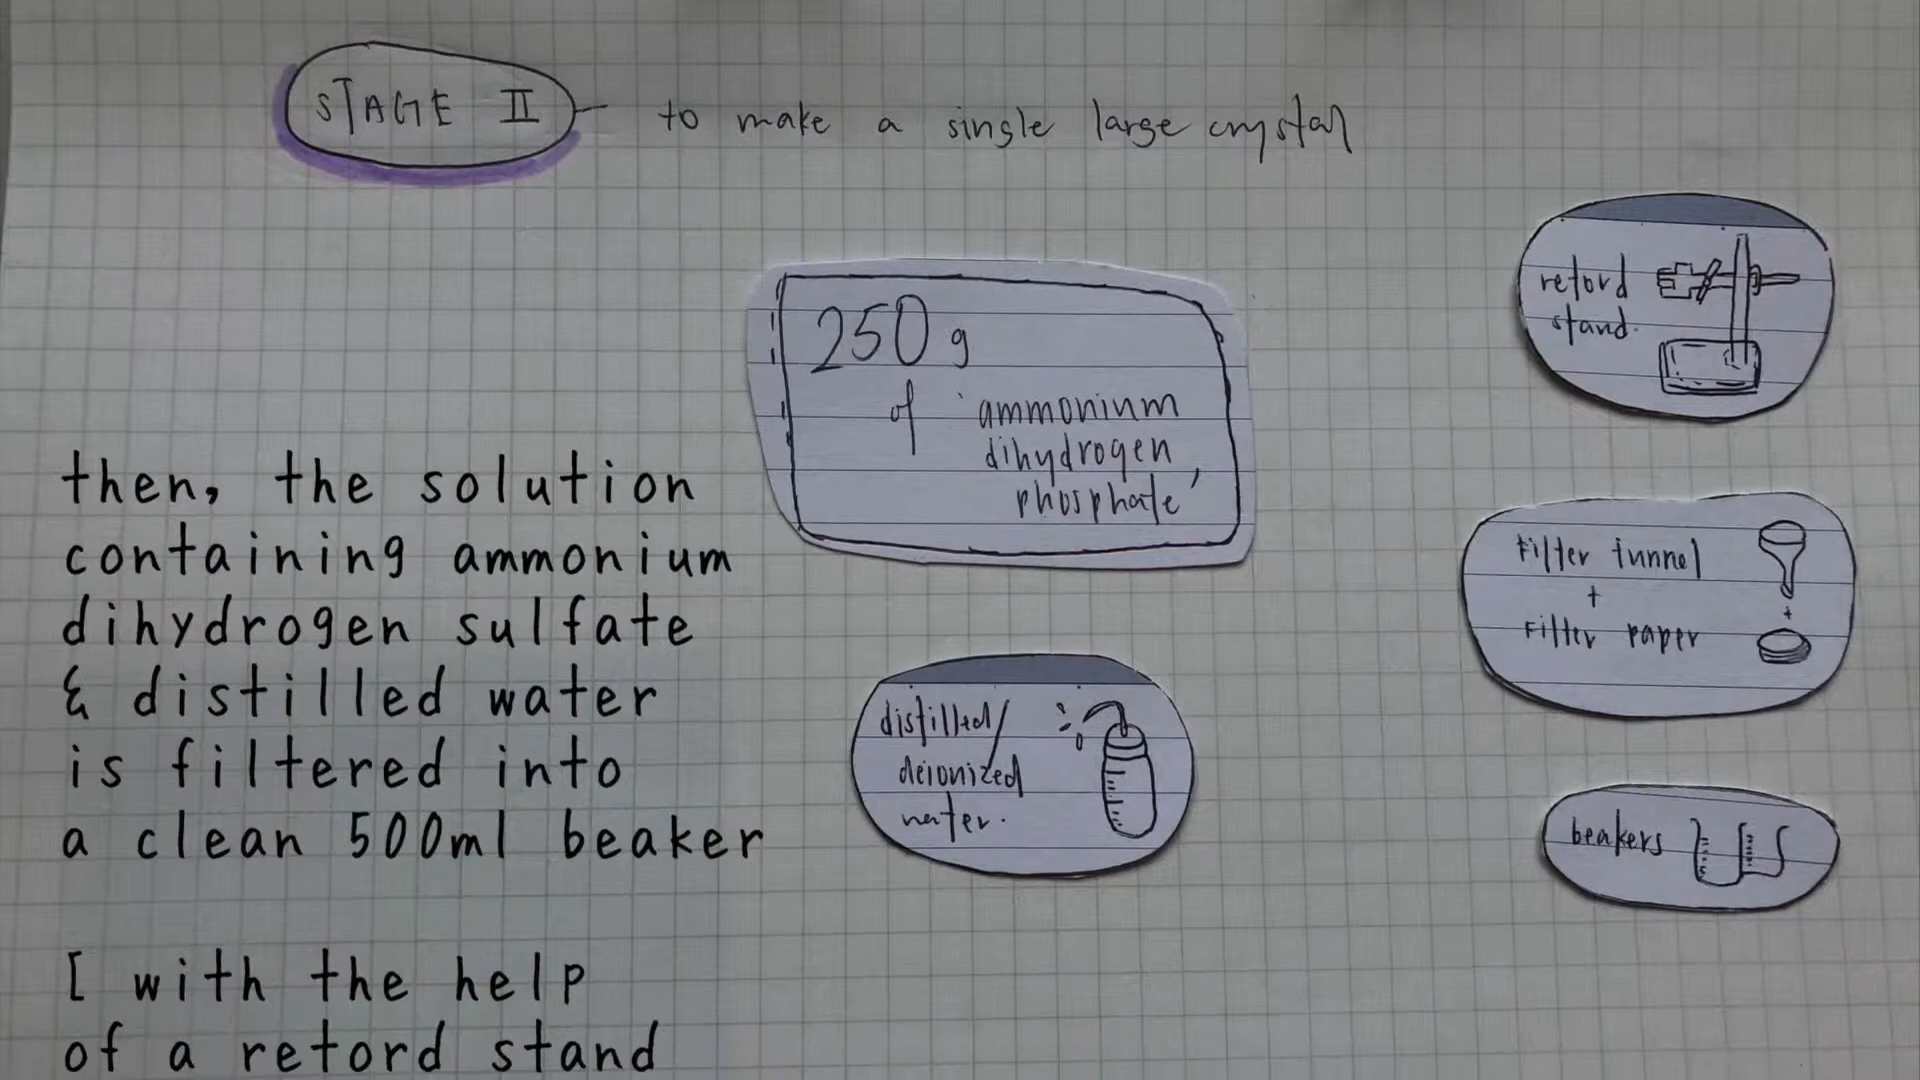 STAGE II - to make a single large crystal
250 g
of ammonium
dihydrogen
phosphate
then, the solution
containing ammonium
dihydrogen sulfate
& distilled water
is filtered into
a clean 500ml beaker
[ with the help
of a retord stand
distilled/
deionized
water.
retord
stand.
Filter funnel
+
Filter paper
+
beakers